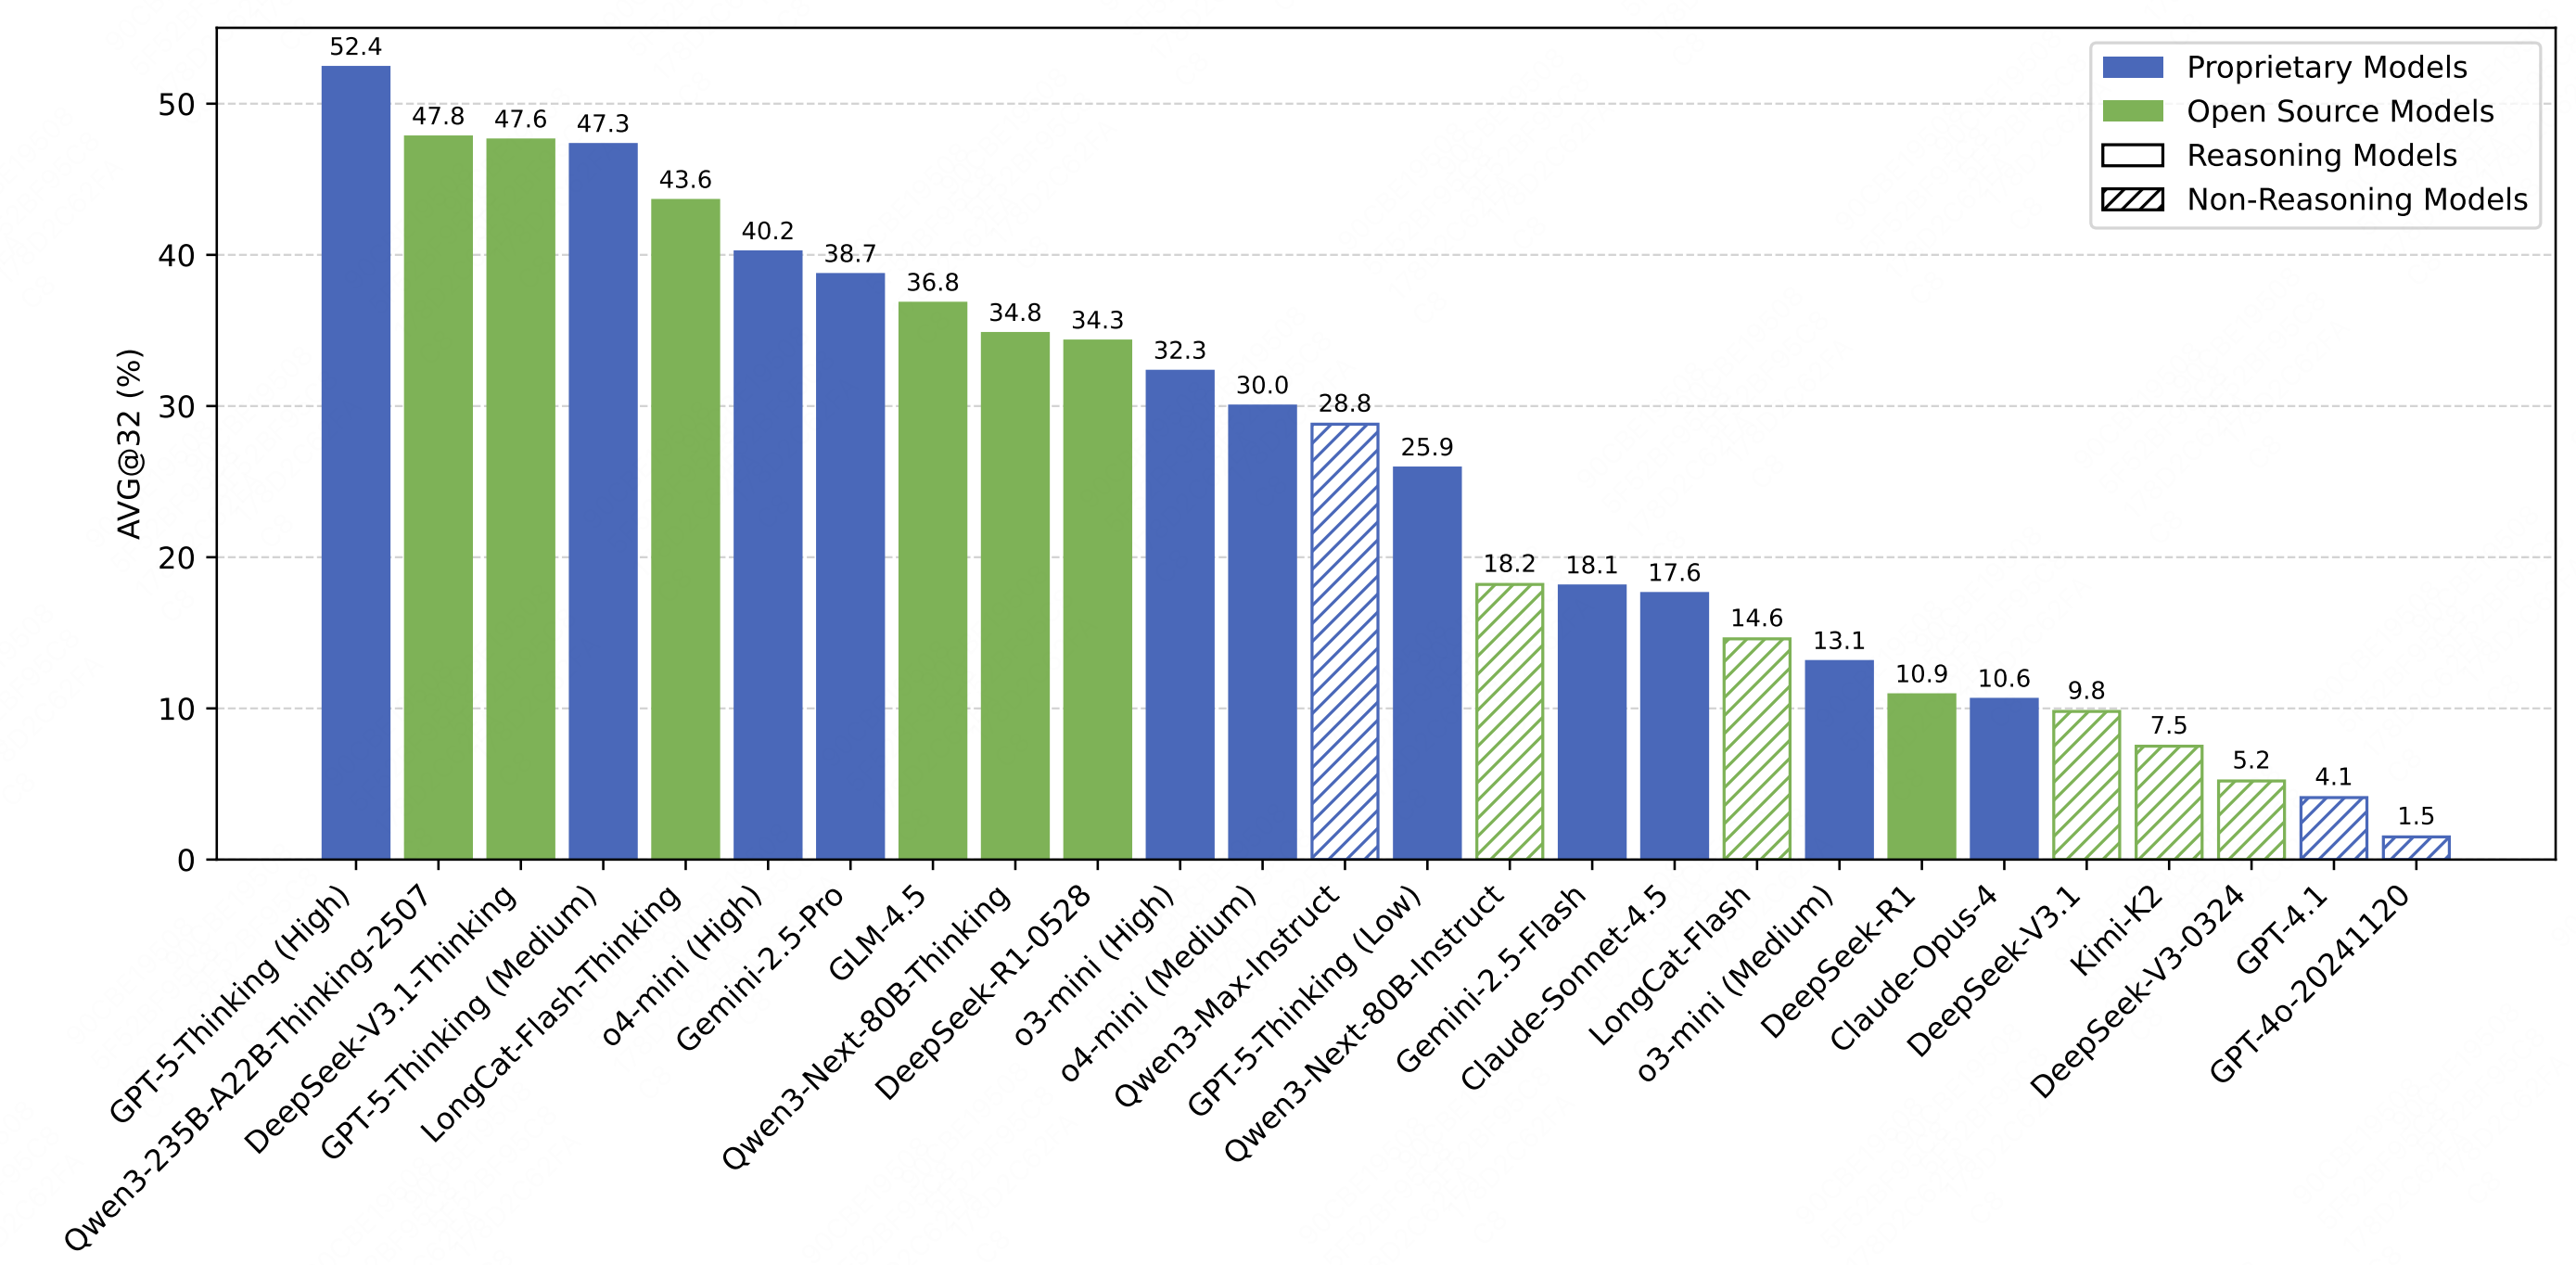 52.4
47.8
47.6
47.3
43.6
40.2
38.7
36.8
34.8
34.3
32.3
30.0
28.8
25.9
18.2
18.1
17.6
14.6
13.1
10.9
10.6
9.8
7.5
5.2
4.1
1.5
Proprietary Models
Open Source Models
Reasoning Models
Non-Reasoning Models
AVG@32 (%)
50
40
30
20
10
0
GPT-5-Thinking (High)
Qwen3-235B-A22B-Thinking-2507
DeepSeek-V3.1-Thinking
GPT-5-Thinking (Medium)
LongCat-Flash-Thinking
o4-mini (High)
Gemini-2.5-Pro
GLM-4.5
Qwen3-Next-80B-Thinking
DeepSeek-R1-0528
o3-mini (High)
o4-mini (Medium)
Qwen3-Max-Instruct
GPT-5-Thinking (Low)
Qwen3-Next-80B-Instruct
Gemini-2.5-Flash
Claude-Sonnet-4.5
LongCat-Flash
o3-mini (Medium)
DeepSeek-R1
Claude-Opus-4
DeepSeek-V3.1
Kimi-K2
DeepSeek-V3-0324
GPT-4.1
GPT-4o-20241120